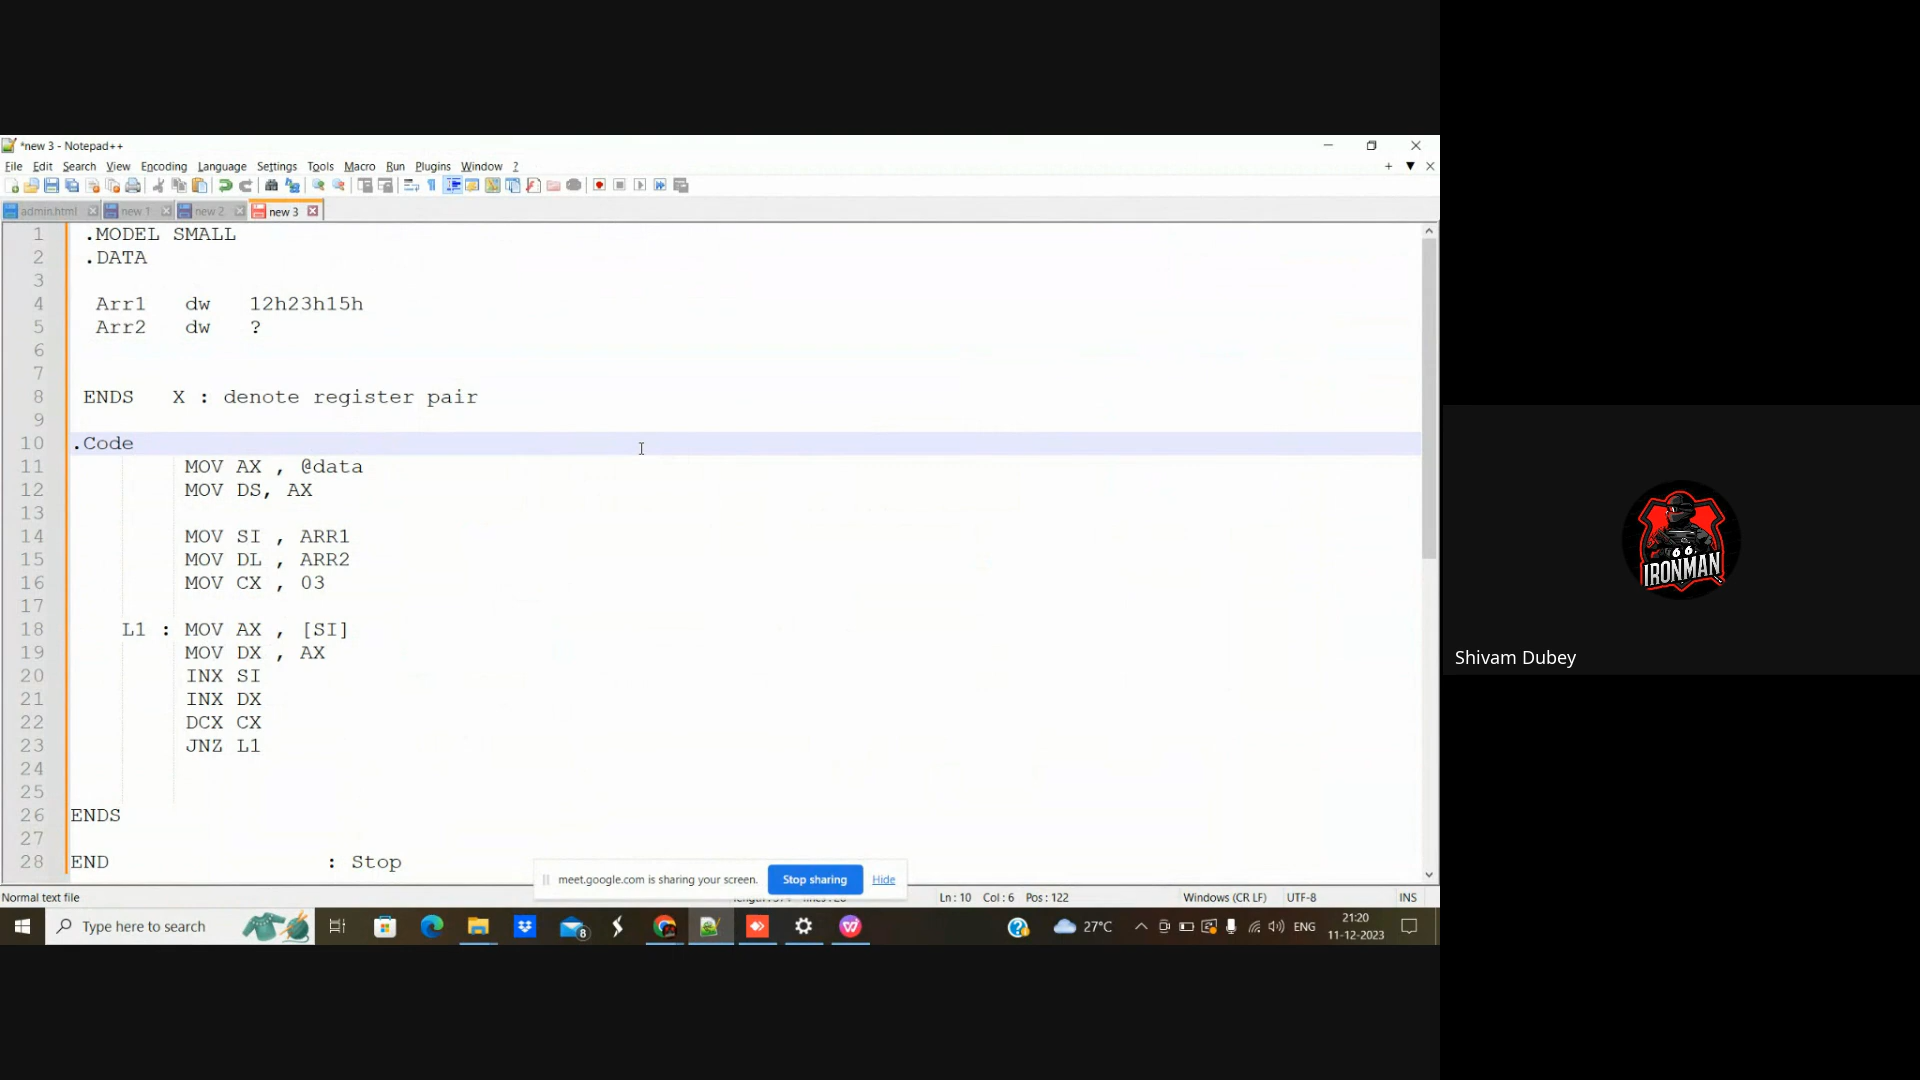 *new 3 - Notepad++
File Edit Search View Encoding Language Settings Tools Macro Run Plugins Window ?
admin.html new 1 new 2 new 3
1 .MODEL SMALL
2 .DATA
3
4 Arr1 dw 12h23h15h
5 Arr2 dw ?
6
7
8 ENDS X : denote register pair
9
10 .Code
11 MOV AX , @data
12 MOV DS, AX
13
14 MOV SI , ARR1
15 MOV DL , ARR2
16 MOV CX , 03
17
18 L1 : MOV AX , [SI]
19 MOV DX , AX
20 INX SI
21 INX DX
22 DCX CX
23 JNZ L1
24
25
26 ENDS
27
28 END : Stop
meet.google.com is sharing your screen. Stop sharing Hide
Normal text file Ln : 10 Col : 6 Pos : 122 Windows (CR LF) UTF-8 INS
Type here to search 8 27°C ENG 21:20
11-12-2023
66
IRONMAN
Shivam Dubey